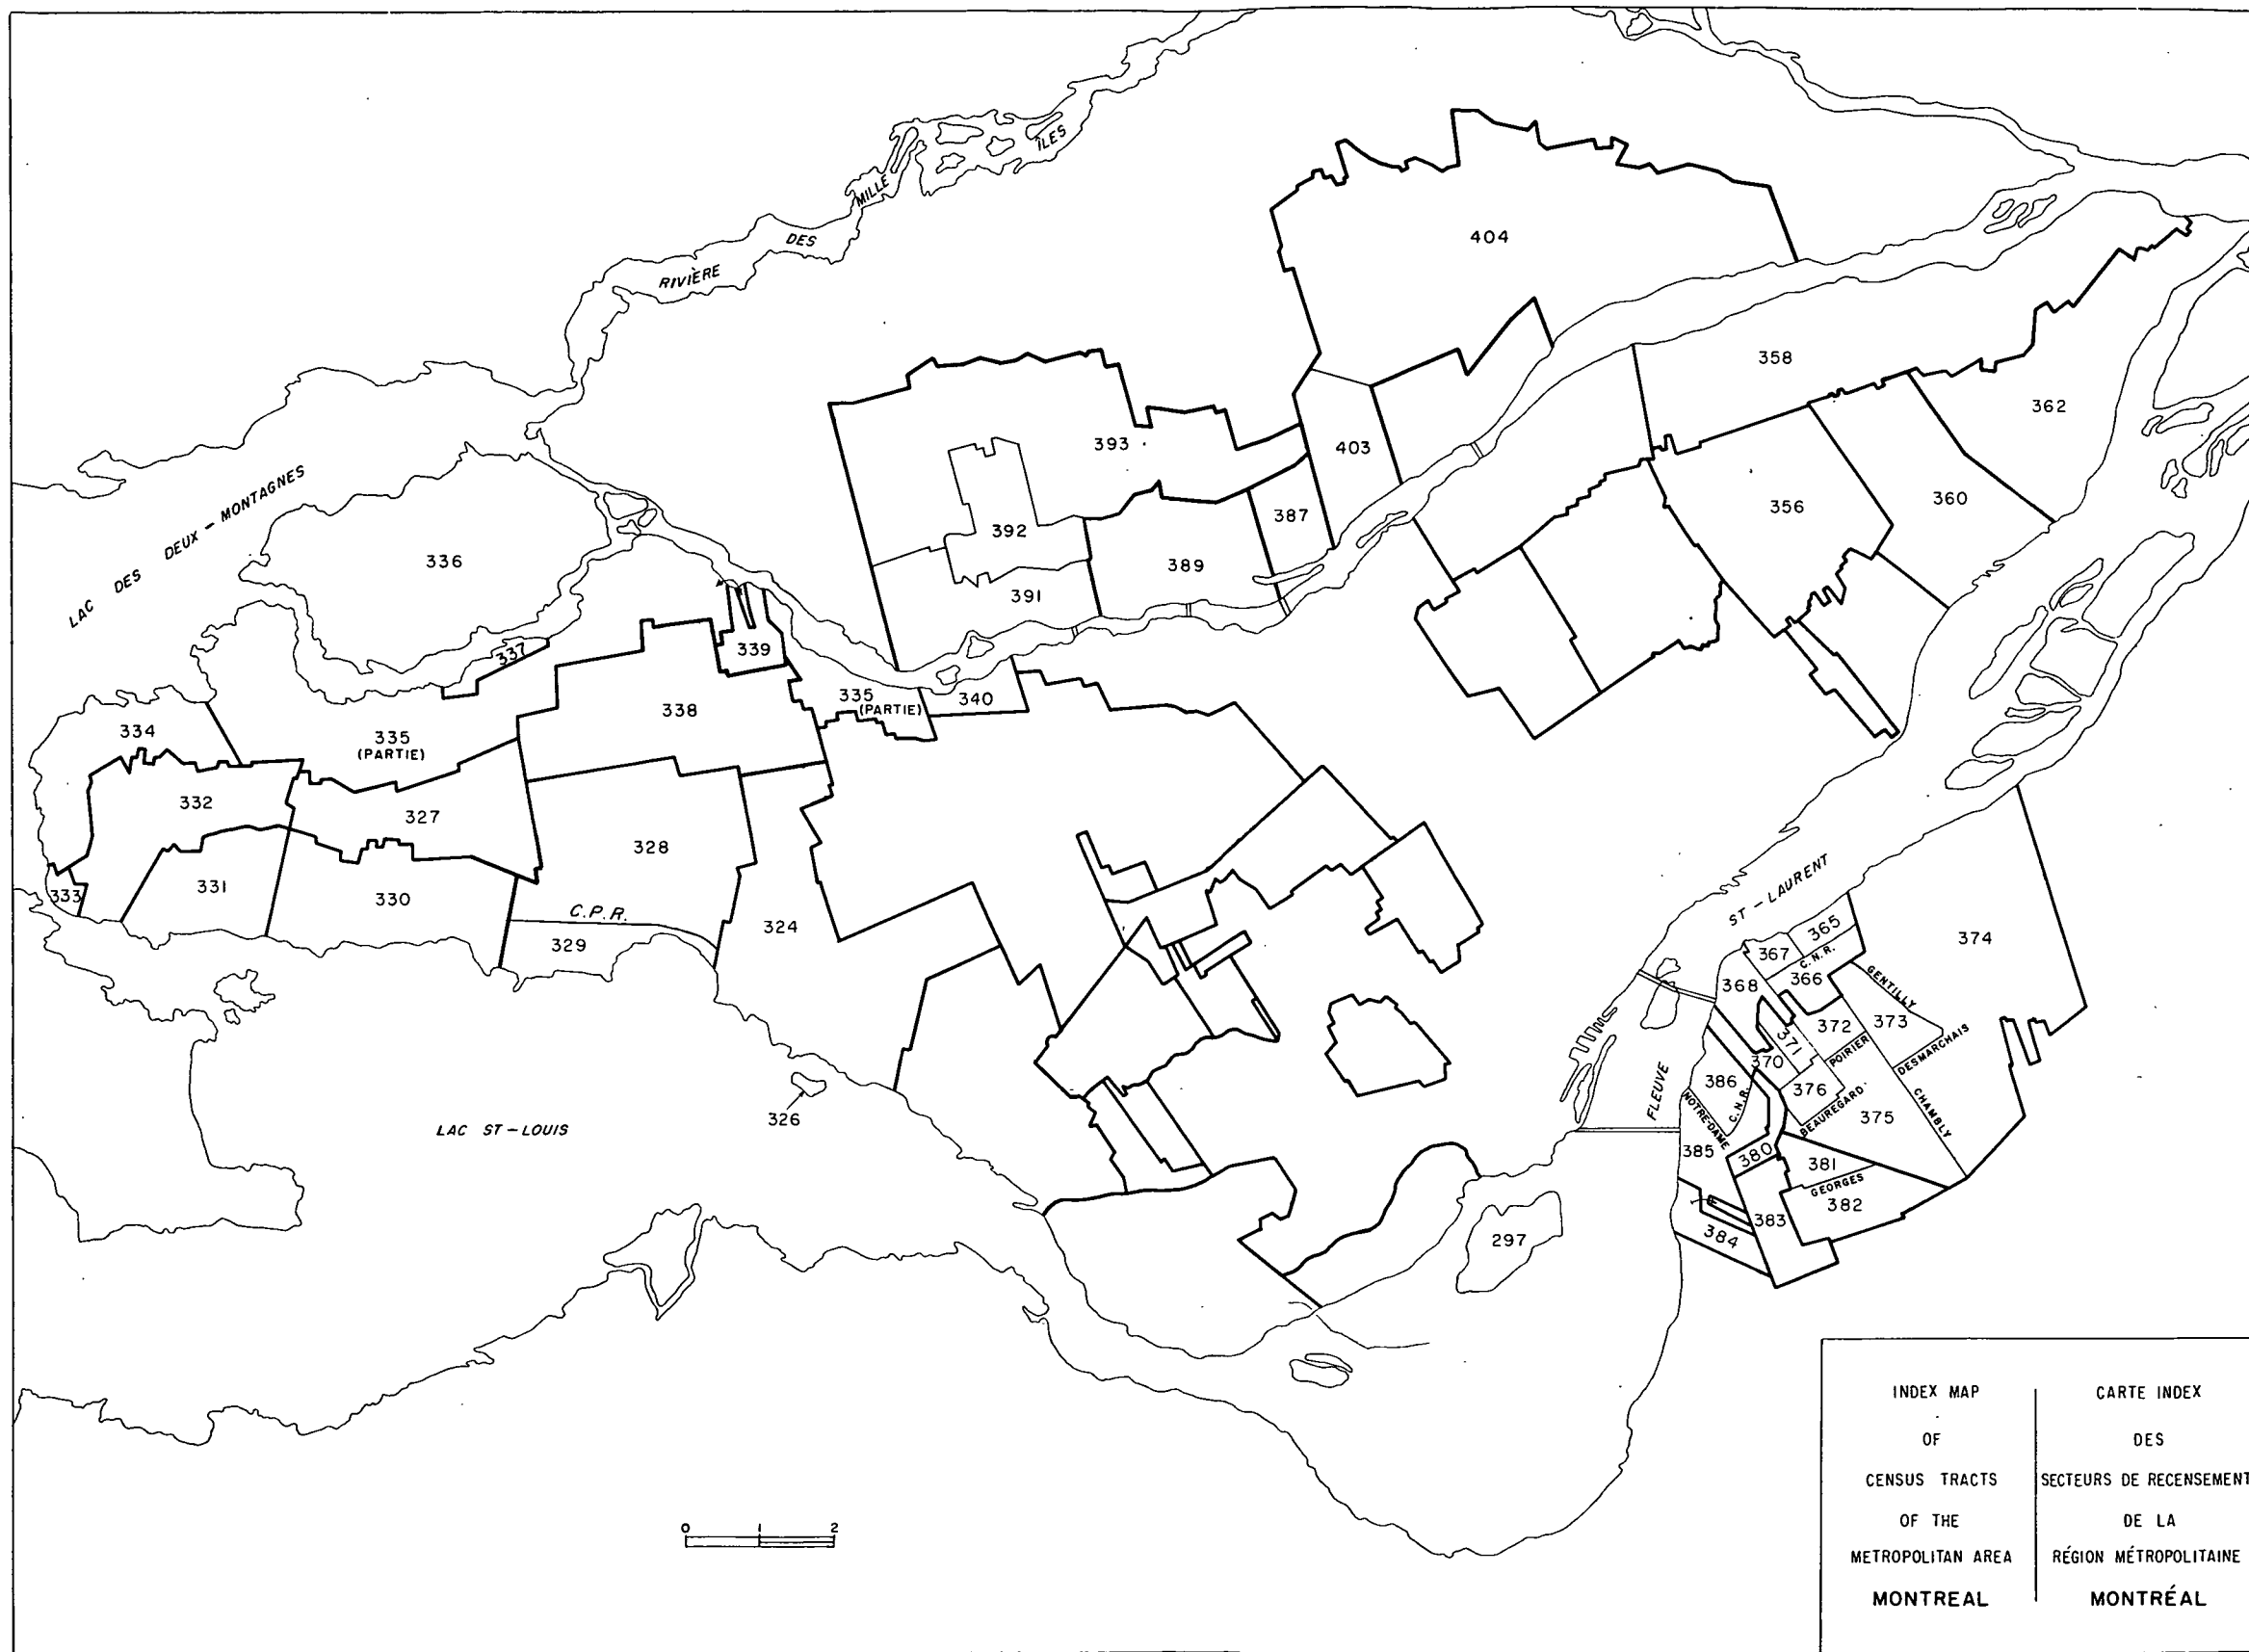 ÎLES
MILLE
DES
RIVIÈRE
404
358
362
393
403
LAC DES DEUX-MONTAGNES
360
356
387
392
336
389
391
337
339
335
(PARTIE)
340
338
334
335
(PARTIE)
332
327
328
ST-LAURENT
331
333
330
C.P.R.
365
324
374
329
367
C.N.R.
366
GENTILLY
368
373
372
371
DESMARCHAIS
POIRIER
370
386
376
FLEUVE
C.N.R.
NOTRE-DAME
BEAUREGARD
375
CHAMBLY
326
LAC ST-LOUIS
385
380
381
GEORGES
382
383
384
297
0 1 2
INDEX MAP
OF
CENSUS TRACTS
OF THE
METROPOLITAN AREA
MONTREAL
CARTE INDEX
DES
SECTEURS DE RECENSEMENT
DE LA
RÉGION MÉTROPOLITAINE
MONTRÉAL